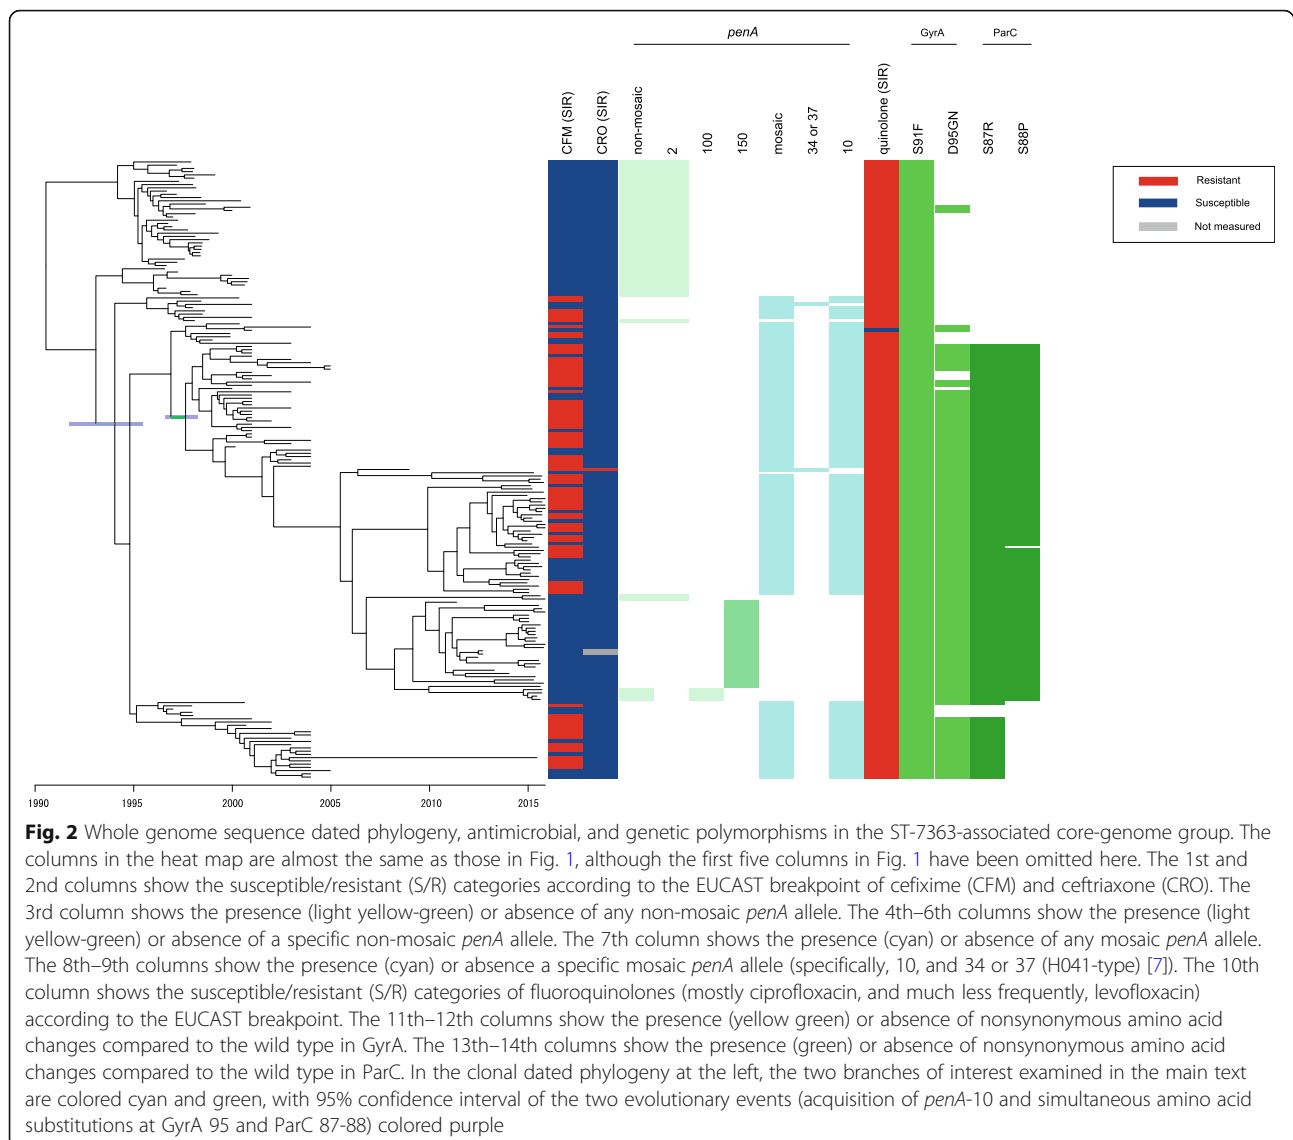 penA
GyrA
ParC
CFM (SIR)
CRO (SIR)
non-mosaic
2
100
150
mosaic
34 or 37
10
quinolone (SIR)
S91F
D95GN
S87R
S88P
Resistant
Susceptible
Not measured
1990
1995
2000
2005
2010
2015
Fig. 2 Whole genome sequence dated phylogeny, antimicrobial, and genetic polymorphisms in the ST-7363-associated core-genome group. The
columns in the heat map are almost the same as those in Fig. 1, although the first five columns in Fig. 1 have been omitted here. The 1st and
2nd columns show the susceptible/resistant (S/R) categories according to the EUCAST breakpoint of cefixime (CFM) and ceftriaxone (CRO). The
3rd column shows the presence (light yellow-green) or absence of any non-mosaic penA allele. The 4th–6th columns show the presence (light
yellow-green) or absence of a specific non-mosaic penA allele. The 7th column shows the presence (cyan) or absence of any mosaic penA allele.
The 8th–9th columns show the presence (cyan) or absence a specific mosaic penA allele (specifically, 10, and 34 or 37 (H041-type) [7]). The 10th
column shows the susceptible/resistant (S/R) categories of fluoroquinolones (mostly ciprofloxacin, and much less frequently, levofloxacin)
according to the EUCAST breakpoint. The 11th–12th columns show the presence (yellow green) or absence of nonsynonymous amino acid
changes compared to the wild type in GyrA. The 13th–14th columns show the presence (green) or absence of nonsynonymous amino acid
changes compared to the wild type in ParC. In the clonal dated phylogeny at the left, the two branches of interest examined in the main text
are colored cyan and green, with 95% confidence interval of the two evolutionary events (acquisition of penA-10 and simultaneous amino acid
substitutions at GyrA 95 and ParC 87-88) colored purple